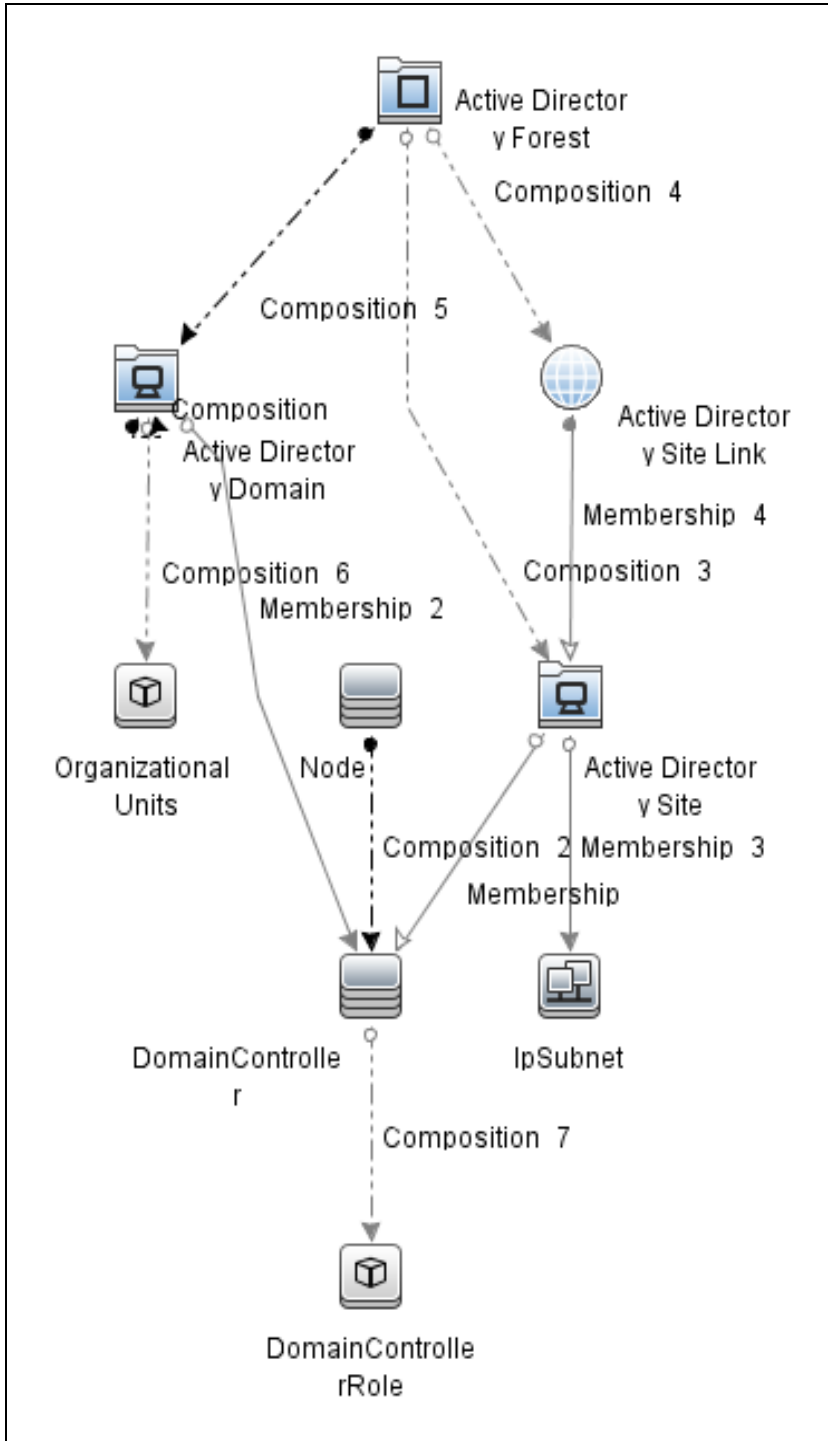 Active Director
y Forest
Composition 4
Composition 5
Composition
Active Director
y Domain
Active Director
y Site Link
Membership 4
Composition 6
Composition 3
Membership 2
Organizational
Units
Node
Active Director
y Site
Composition 2
Membership 3
Membership
DomainControlle
r
IpSubnet
Composition 7
DomainControlle
rRole